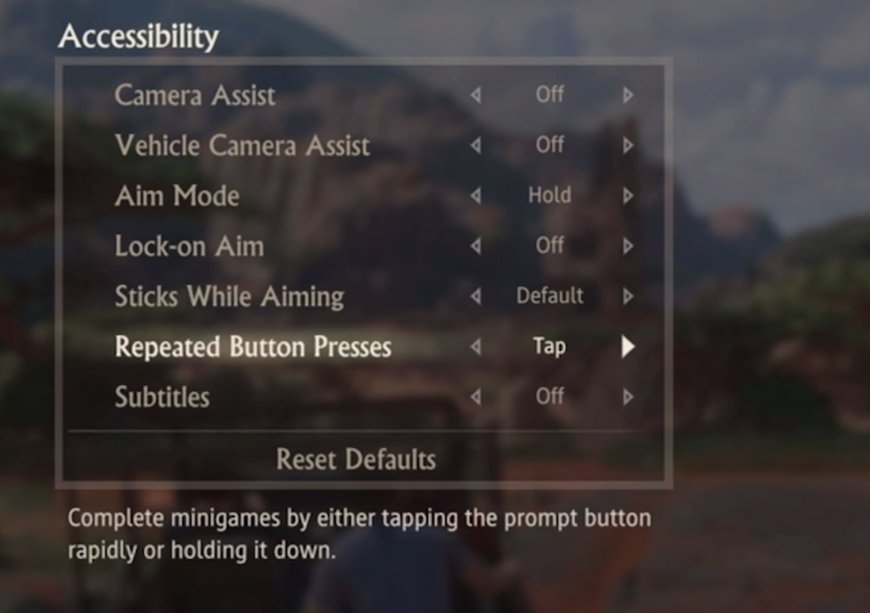 Accessibility
Camera Assist Off
Vehicle Camera Assist Off
Aim Mode Hold
Lock-on Aim Off
Sticks While Aiming Default
Repeated Button Presses Tap
Subtitles Off
Reset Defaults
Complete minigames by either tapping the prompt button
rapidly or holding it down.